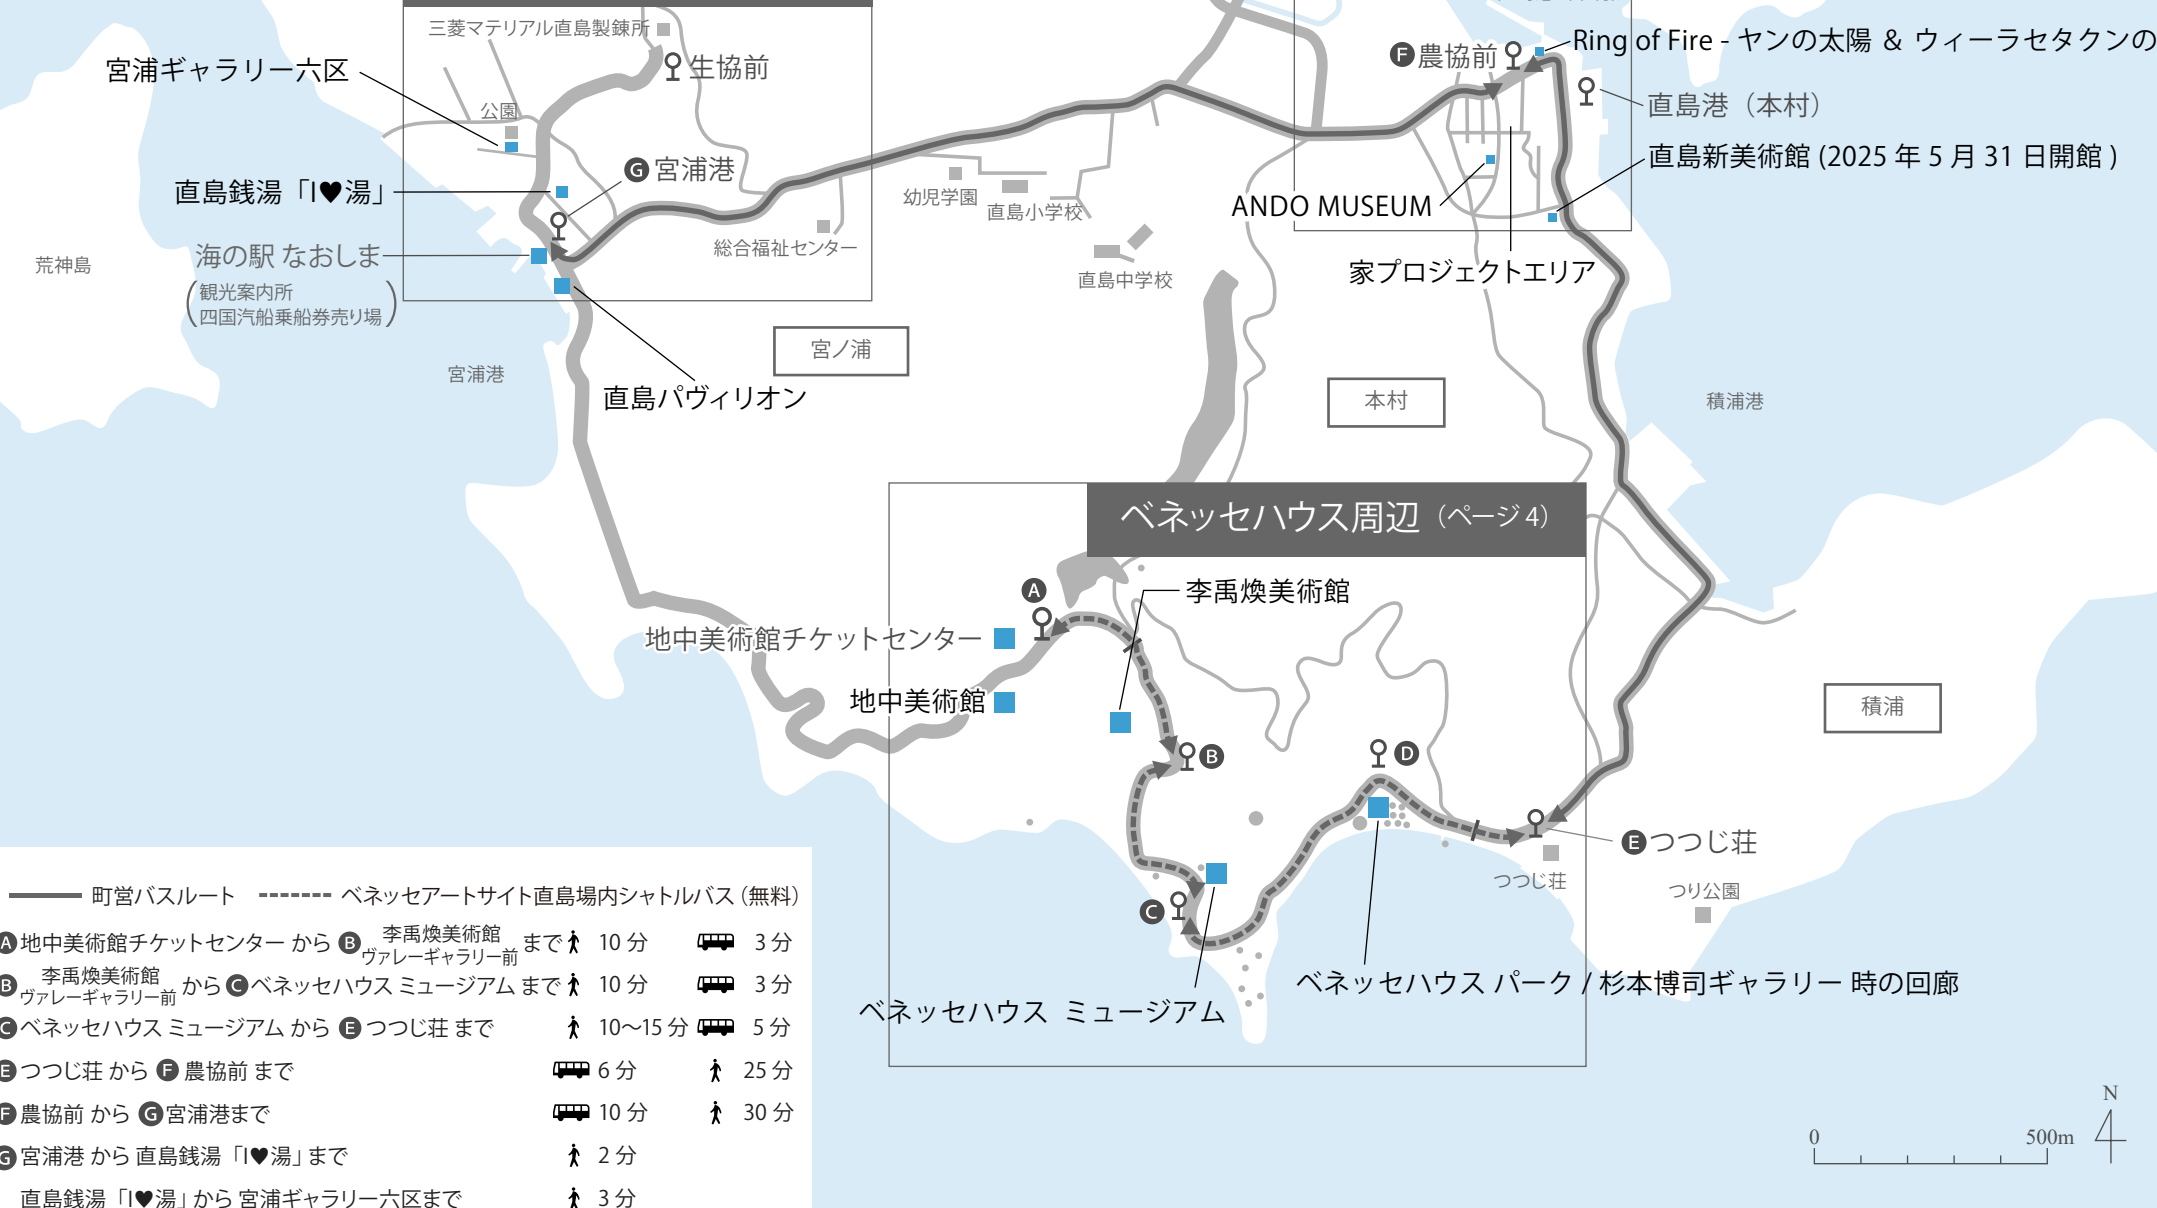 三菱マテリアル直島製錬所
宮浦ギャラリー六区
生協前
公園
G 宮浦港
直島銭湯「I♥湯」
海の駅 なおしま
観光案内所
四国汽船乗船券売り場
荒神島
総合福祉センター
宮浦港
直島パヴィリオン
宮ノ浦
幼児学園
直島小学校
直島中学校
F 農協前
Ring of Fire - ヤンの太陽 & ウィーラセタクンの
直島港（本村）
直島新美術館 (2025 年 5 月 31 日開館 )
ANDO MUSEUM
家プロジェクトエリア
本村
積浦港
ベネッセハウス周辺（ページ 4）
A
李禹煥美術館
地中美術館チケットセンター
地中美術館
B
D
積浦
E つつじ荘
つつじ荘
つり公園
C
ベネッセハウス パーク / 杉本博司ギャラリー 時の回廊
ベネッセハウス ミュージアム
町営バスルート ベネッセアートサイト直島場内シャトルバス（無料）
A 地中美術館チケットセンター から B 李禹煥美術館 ヴァレーギャラリー前 まで 10 分 3 分
B 李禹煥美術館 ヴァレーギャラリー前 から C ベネッセハウス ミュージアム まで 10 分 3 分
C ベネッセハウス ミュージアム から E つつじ荘 まで 10〜15 分 5 分
E つつじ荘 から F 農協前 まで 6 分 25 分
F 農協前 から G 宮浦港まで 10 分 30 分
G 宮浦港 から 直島銭湯「I♥湯」まで 2 分
直島銭湯「I♥湯」から 宮浦ギャラリー六区まで 3 分
N
0 500m